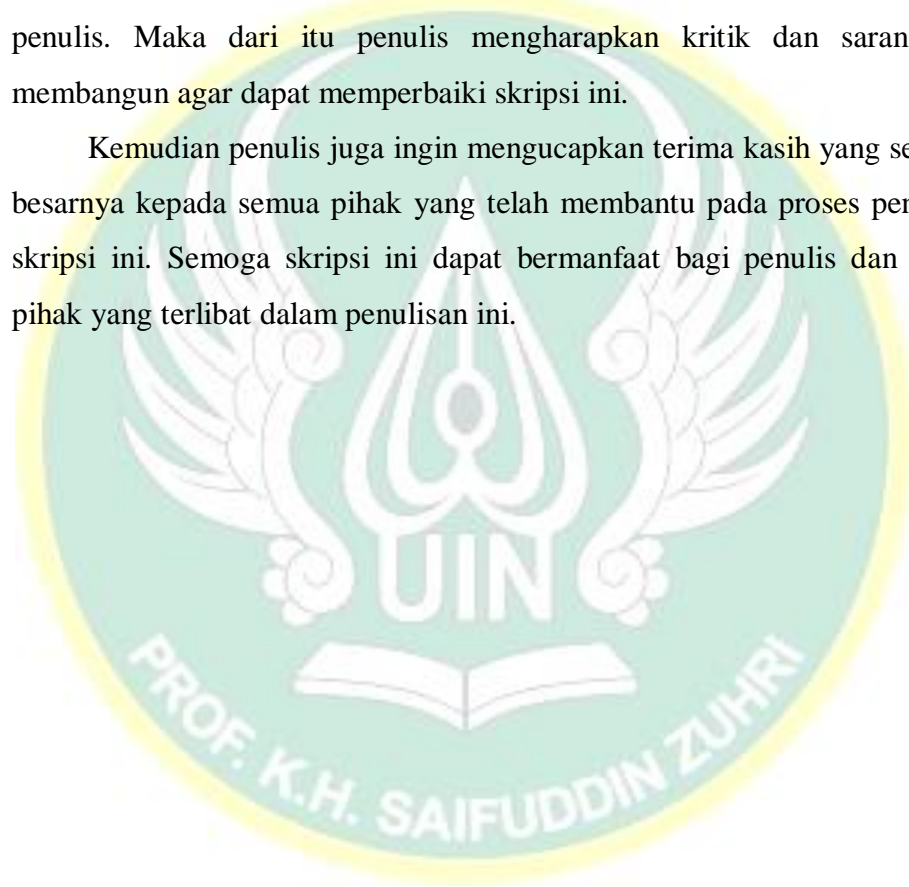 penulis. Maka dari itu penulis mengharapkan kritik dan saran
membangun agar dapat memperbaiki skripsi ini.
Kemudian penulis juga ingin mengucapkan terima kasih yang se
besarnya kepada semua pihak yang telah membantu pada proses per
skripsi ini. Semoga skripsi ini dapat bermanfaat bagi penulis dan
pihak yang terlibat dalam penulisan ini.
UIN
PROF. K.H. SAIFUDDIN ZUHRI